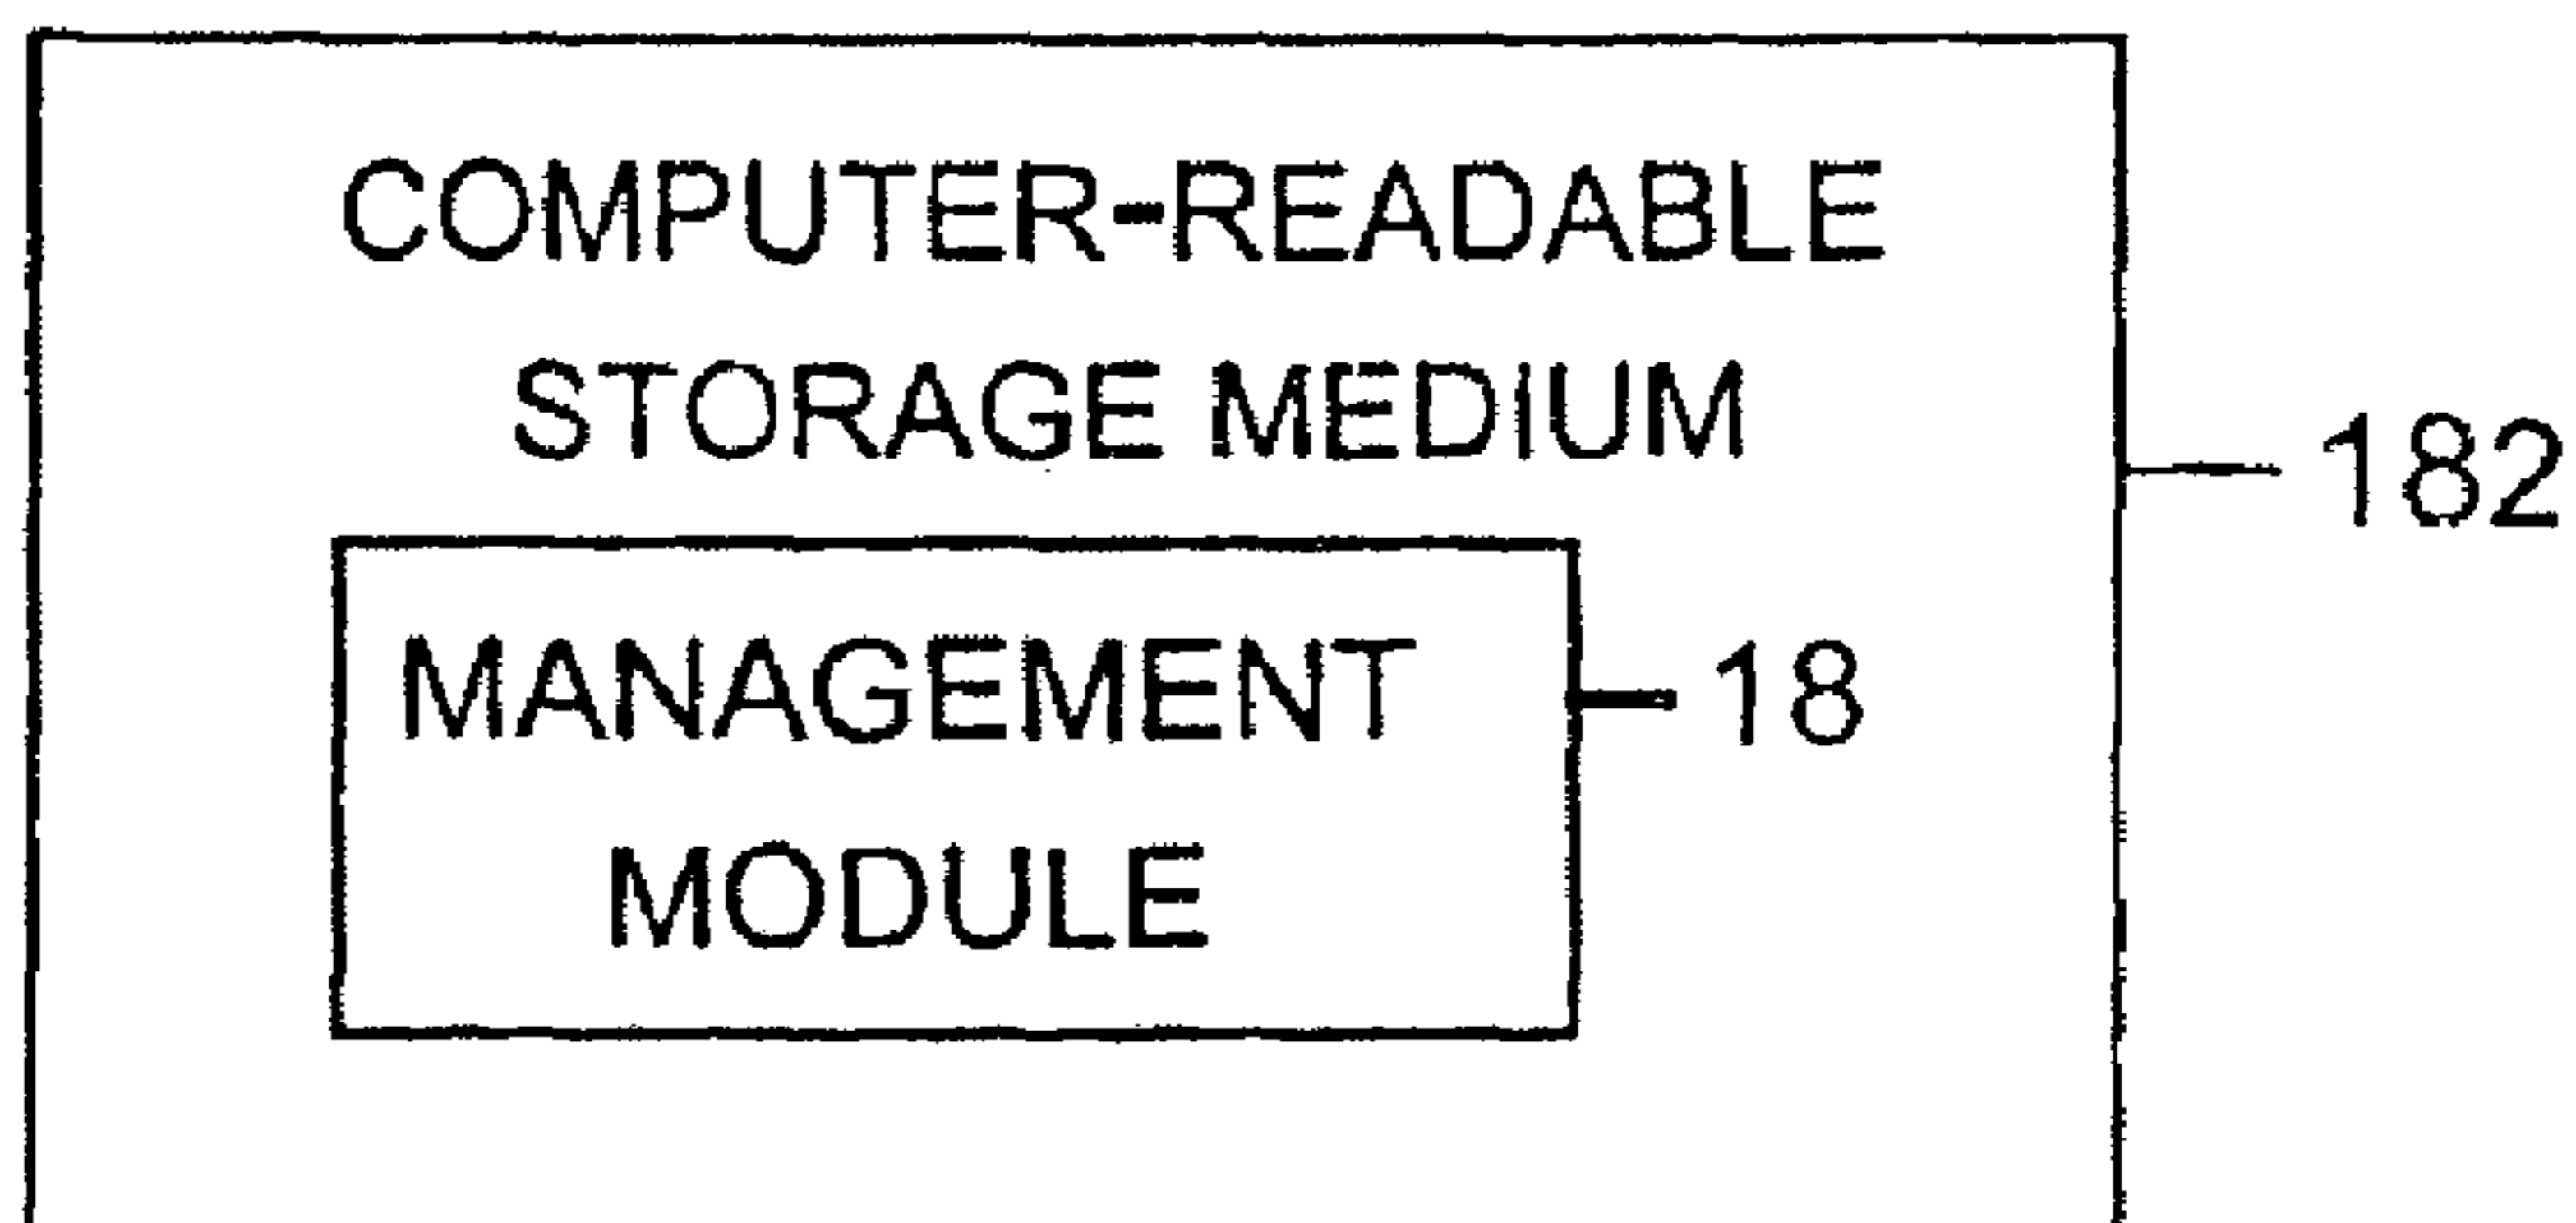 COMPUTER-READABLE
STORAGE MEDIUM
182
MANAGEMENT
18
MODULE